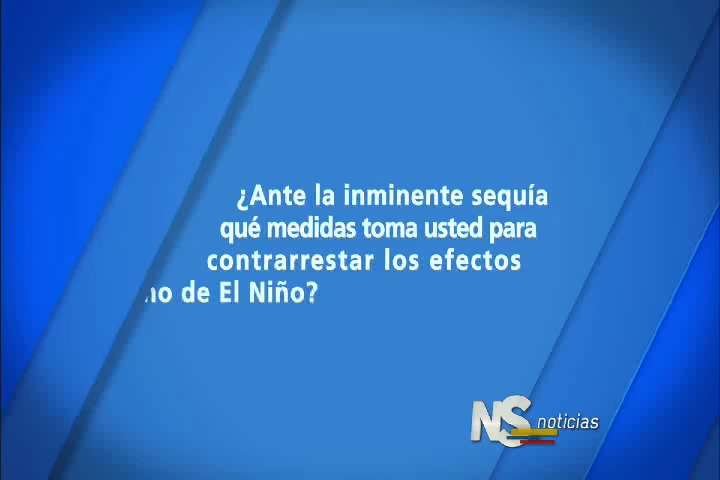 ¿Ante la inminente sequía
qué medidas toma usted para
contrarrestar los efectos
de El Niño?
NS noticias